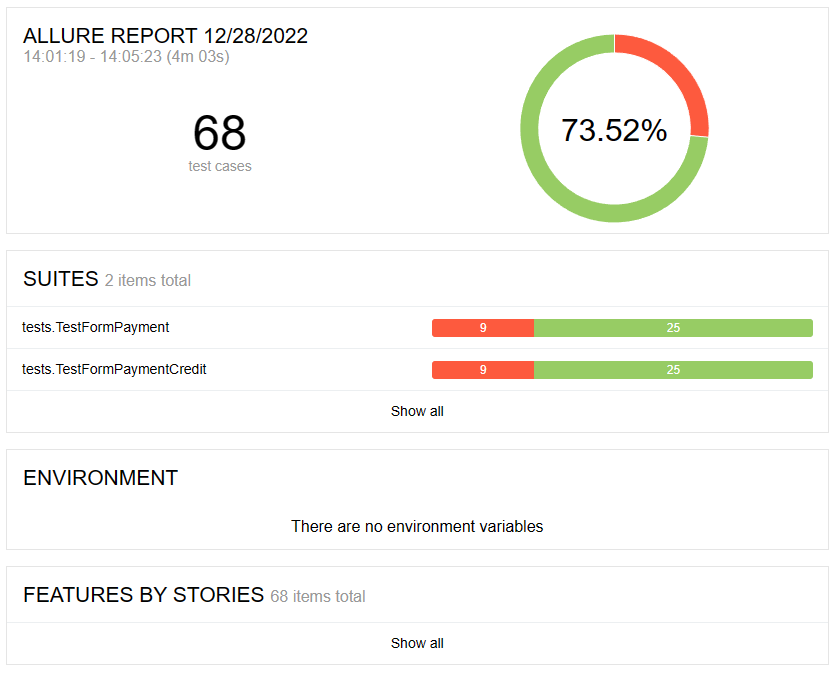 ALLURE REPORT 12/28/2022
14:01:19 - 14:05:23 (4m 03s)
68
test cases
73.52%
SUITES 2 items total
tests.TestFormPayment 9 25
tests.TestFormPaymentCredit 9 25
Show all
ENVIRONMENT
There are no environment variables
FEATURES BY STORIES 68 items total
Show all